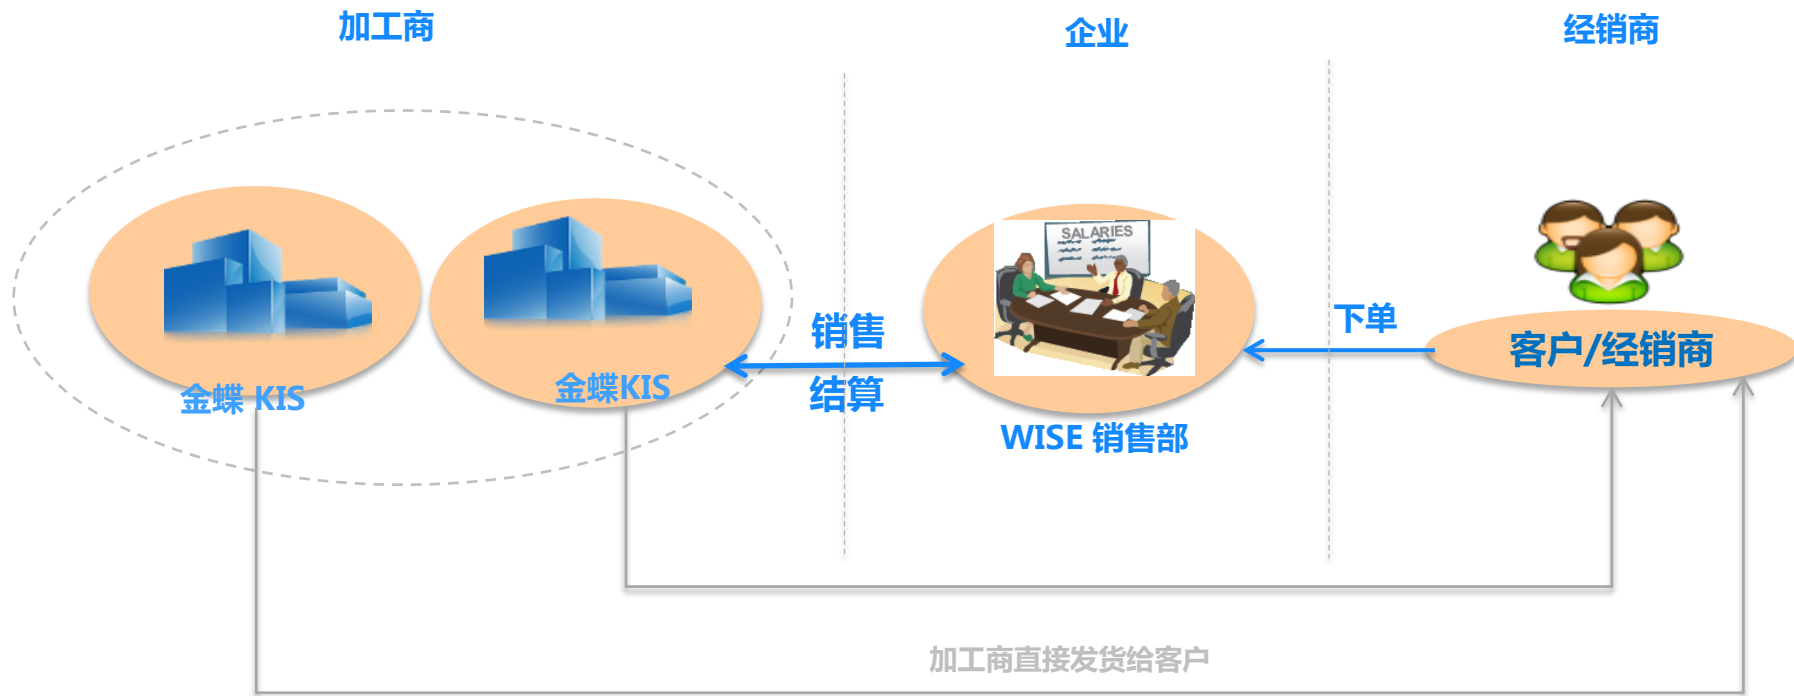 加工商
企业
经销商
SALARIES
销售
结算
下单
客户/经销商
金蝶 KIS
金蝶KIS
WISE 销售部
加工商直接发货给客户